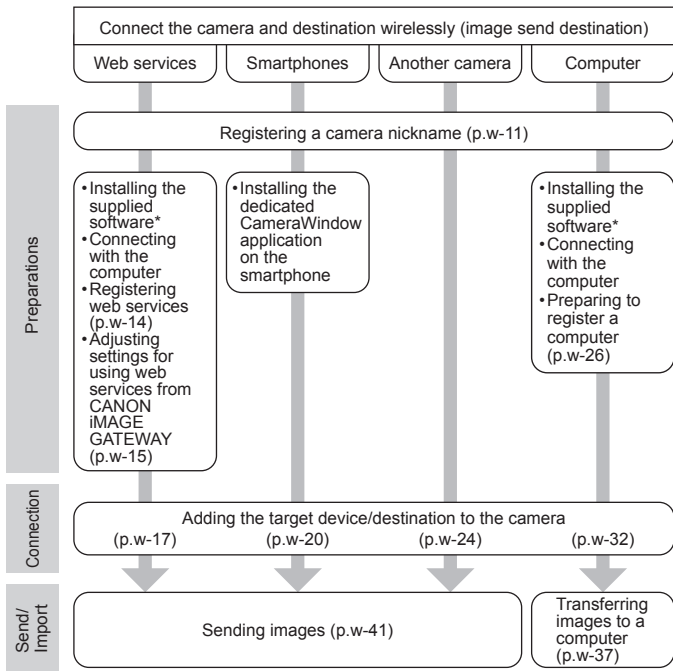 Connect the camera and destination wirelessly (image send destination)
Web services
Smartphones
Another camera
Computer
Preparations
Registering a camera nickname (p.w-11)
•Installing the
supplied
software*
•Connecting
with the
computer
•Registering
web services
(p.w-14)
•Adjusting
settings for
using web
services from
CANON
iMAGE
GATEWAY
(p.w-15)
•Installing the
dedicated
CameraWindow
application
on the
smartphone
•Installing the
supplied
software*
•Connecting
with the
computer
•Preparing to
register a
computer
(p.w-26)
Connection
Adding the target device/destination to the camera
(p.w-17)
(p.w-20)
(p.w-24)
(p.w-32)
Send/
Import
Sending images (p.w-41)
Transferring
images to a
computer
(p.w-37)